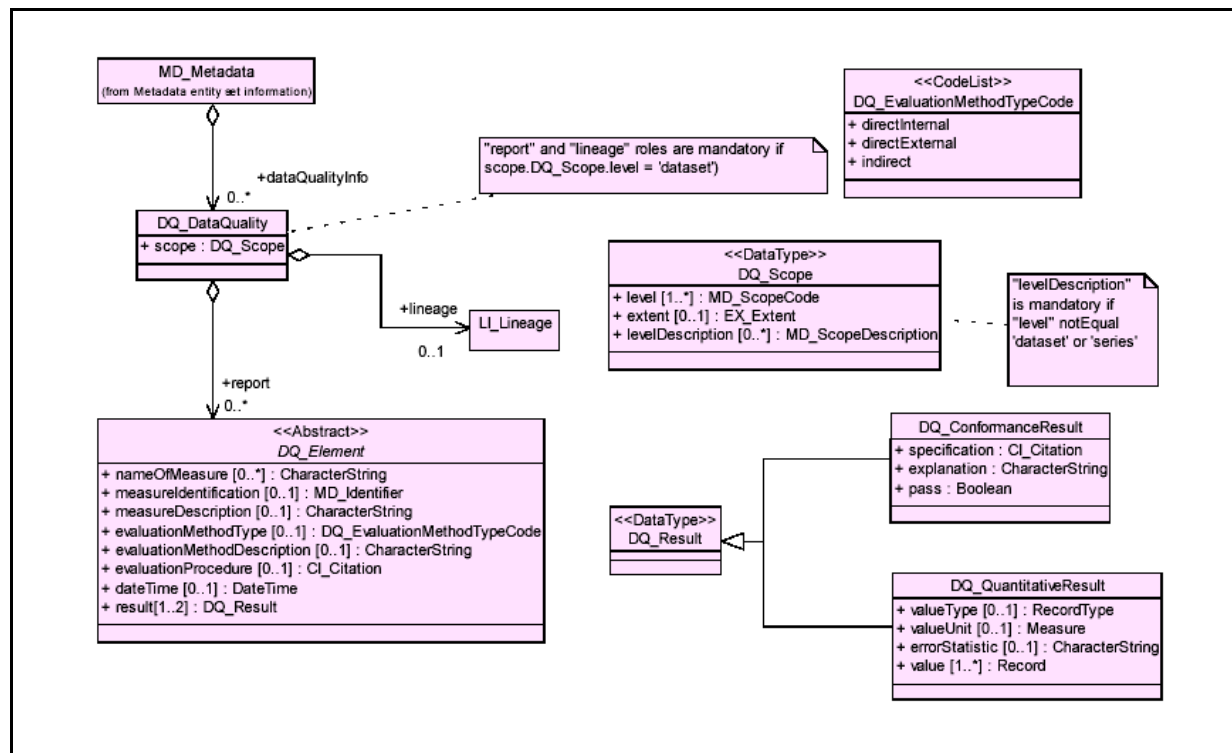 MD_Metadata
(from Metadata entity set information)
<<CodeList>>
DQ_EvaluationMethodTypeCode
+ directInternal
+ directExternal
+ indirect
"report" and "lineage" roles are mandatory if
scope.DQ_Scope.level = 'dataset')
+dataQualityInfo
0..*
DQ_DataQuality
+ scope : DQ_Scope
<<DataType>>
DQ_Scope
+ level [1..*] : MD_ScopeCode
+ extent [0..1] : EX_Extent
+ levelDescription [0..*] : MD_ScopeDescription
"levelDescription"
is mandatory if
"level" notEqual
'dataset' or 'series'
+lineage
0..1
LI_Lineage
+report
0..*
<<Abstract>>
DQ_Element
+ nameOfMeasure [0..*] : CharacterString
+ measureIdentification [0..1] : MD_Identifier
+ measureDescription [0..1] : CharacterString
+ evaluationMethodType [0..1] : DQ_EvaluationMethodTypeCode
+ evaluationMethodDescription [0..1] : CharacterString
+ evaluationProcedure [0..1] : CI_Citation
+ dateTime [0..1] : DateTime
+ result[1..2] : DQ_Result
<<DataType>>
DQ_Result
DQ_ConformanceResult
+ specification : CI_Citation
+ explanation : CharacterString
+ pass : Boolean
DQ_QuantitativeResult
+ valueType [0..1] : RecordType
+ valueUnit [0..1] : Measure
+ errorStatistic [0..1] : CharacterString
+ value [1..*] : Record